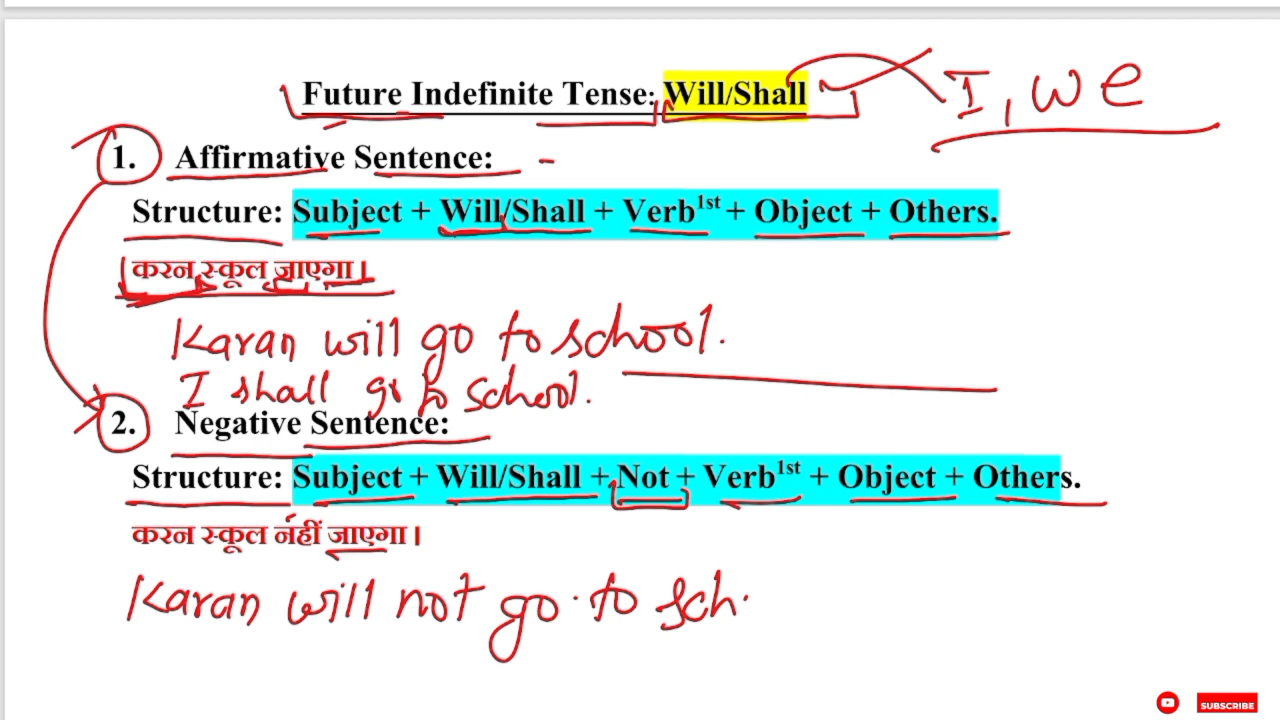 Future Indefinite Tense: Will/Shall I, we
1. Affirmative Sentence: -
Structure: Subject + Will/Shall + Verb1st + Object + Others.
करन स्कूल जाएगा।
Karan will go to school.
I shall go to school.
2. Negative Sentence:
Structure: Subject + Will/Shall + Not + Verb1st + Object + Others.
करन स्कूल नहीं जाएगा।
Karan will not go to sch.
SUBSCRIBE